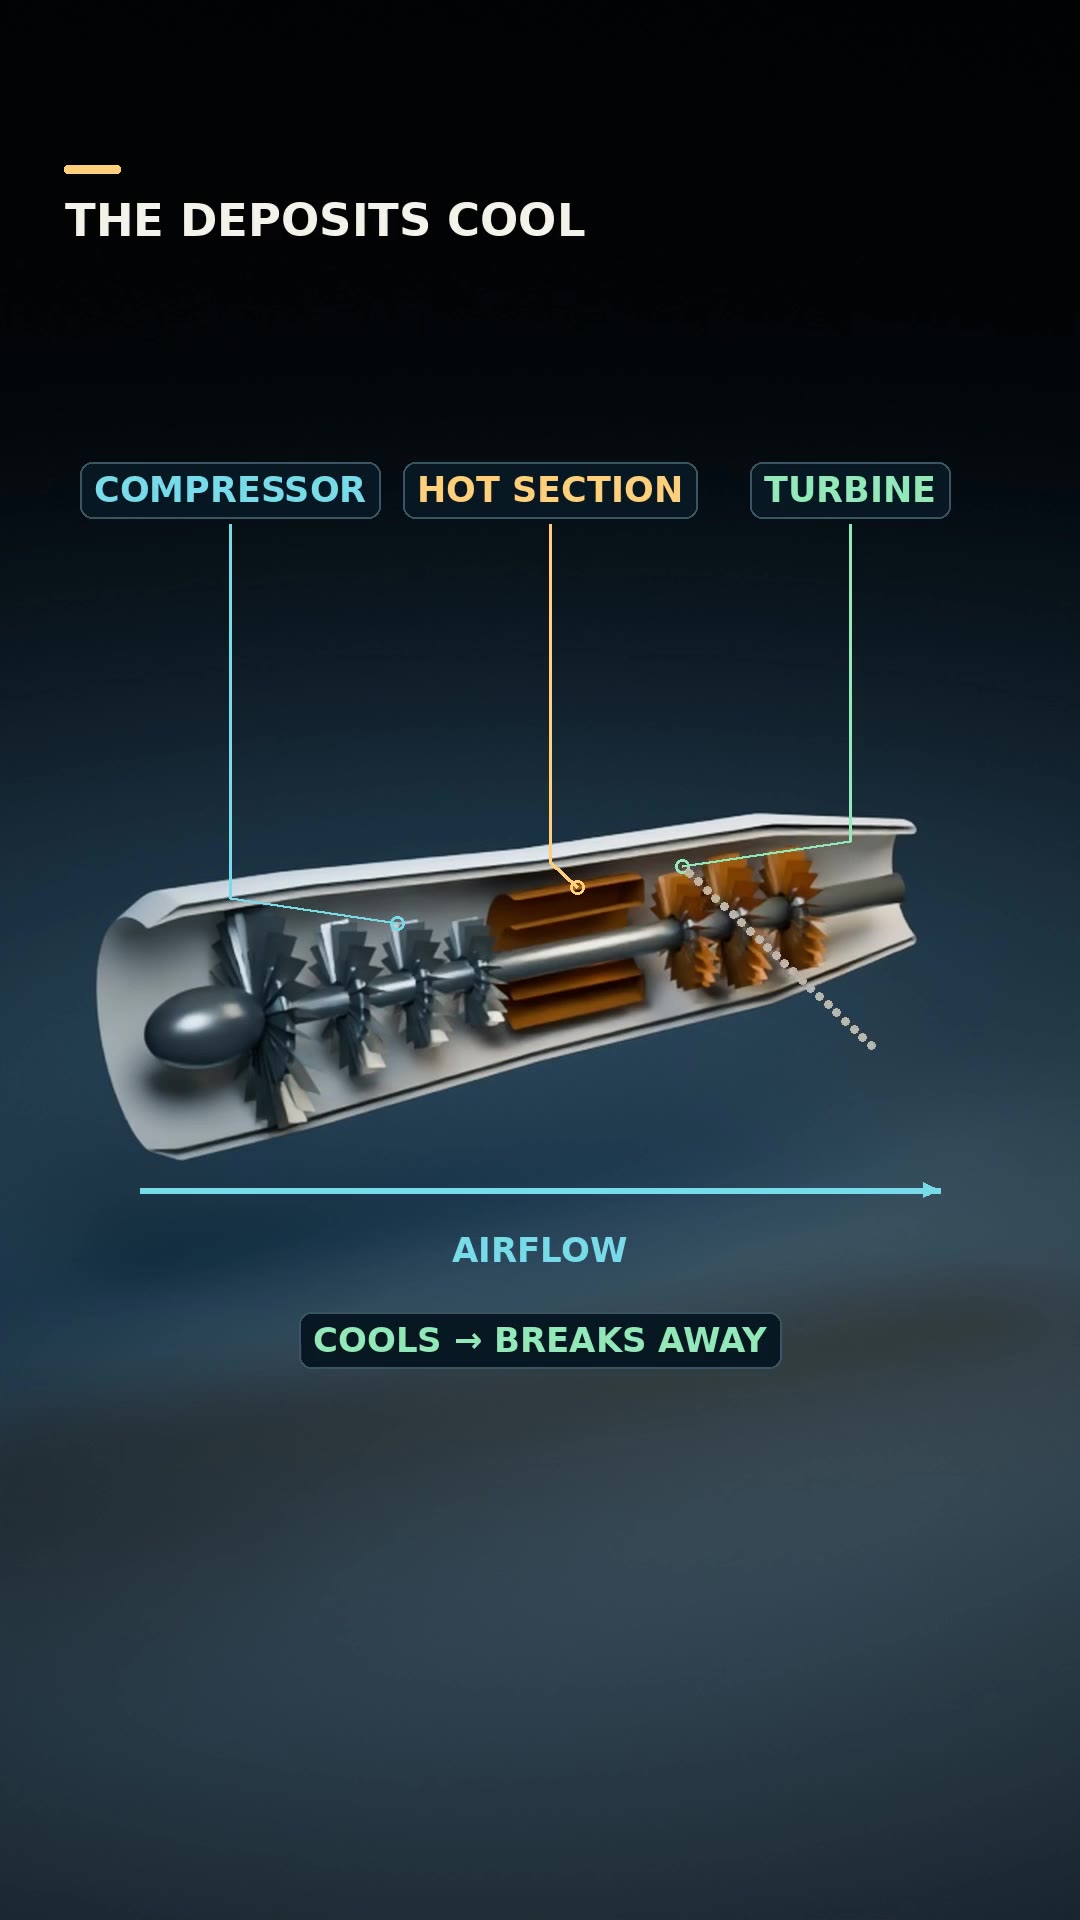 THE DEPOSITS COOL
COMPRESSOR
HOT SECTION
TURBINE
AIRFLOW
COOLS → BREAKS AWAY